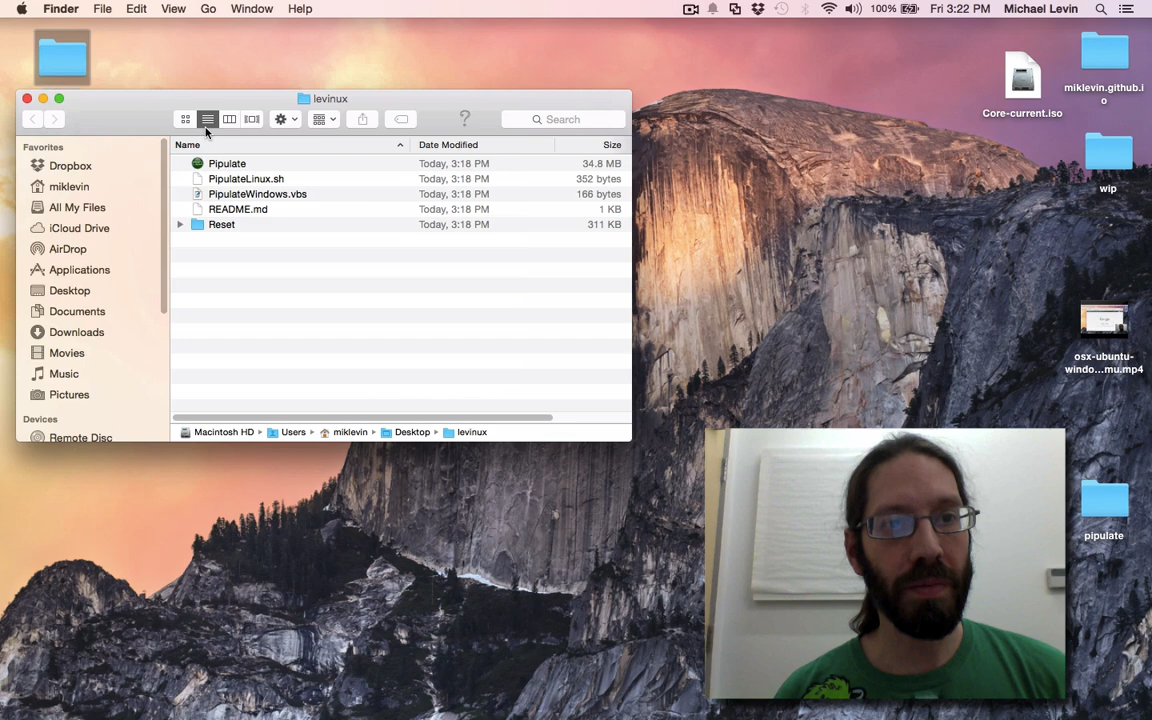 Finder File Edit View Go Window Help 100% Fri 3:22 PM Michael Levin
levinux
Search
Favorites
Dropbox
miklevin
All My Files
iCloud Drive
AirDrop
Applications
Desktop
Documents
Downloads
Movies
Music
Pictures
Devices
Remote Disc
Name Date Modified Size
Pipulate Today, 3:18 PM 34.8 MB
PipulateLinux.sh Today, 3:18 PM 352 bytes
PipulateWindows.vbs Today, 3:18 PM 166 bytes
README.md Today, 3:18 PM 1 KB
Reset Today, 3:18 PM 311 KB
Macintosh HD Users miklevin Desktop levinux
Core-current.iso
miklevin.github.i
o
wip
osx-ubuntu-
windo...mu.mp4
pipulate